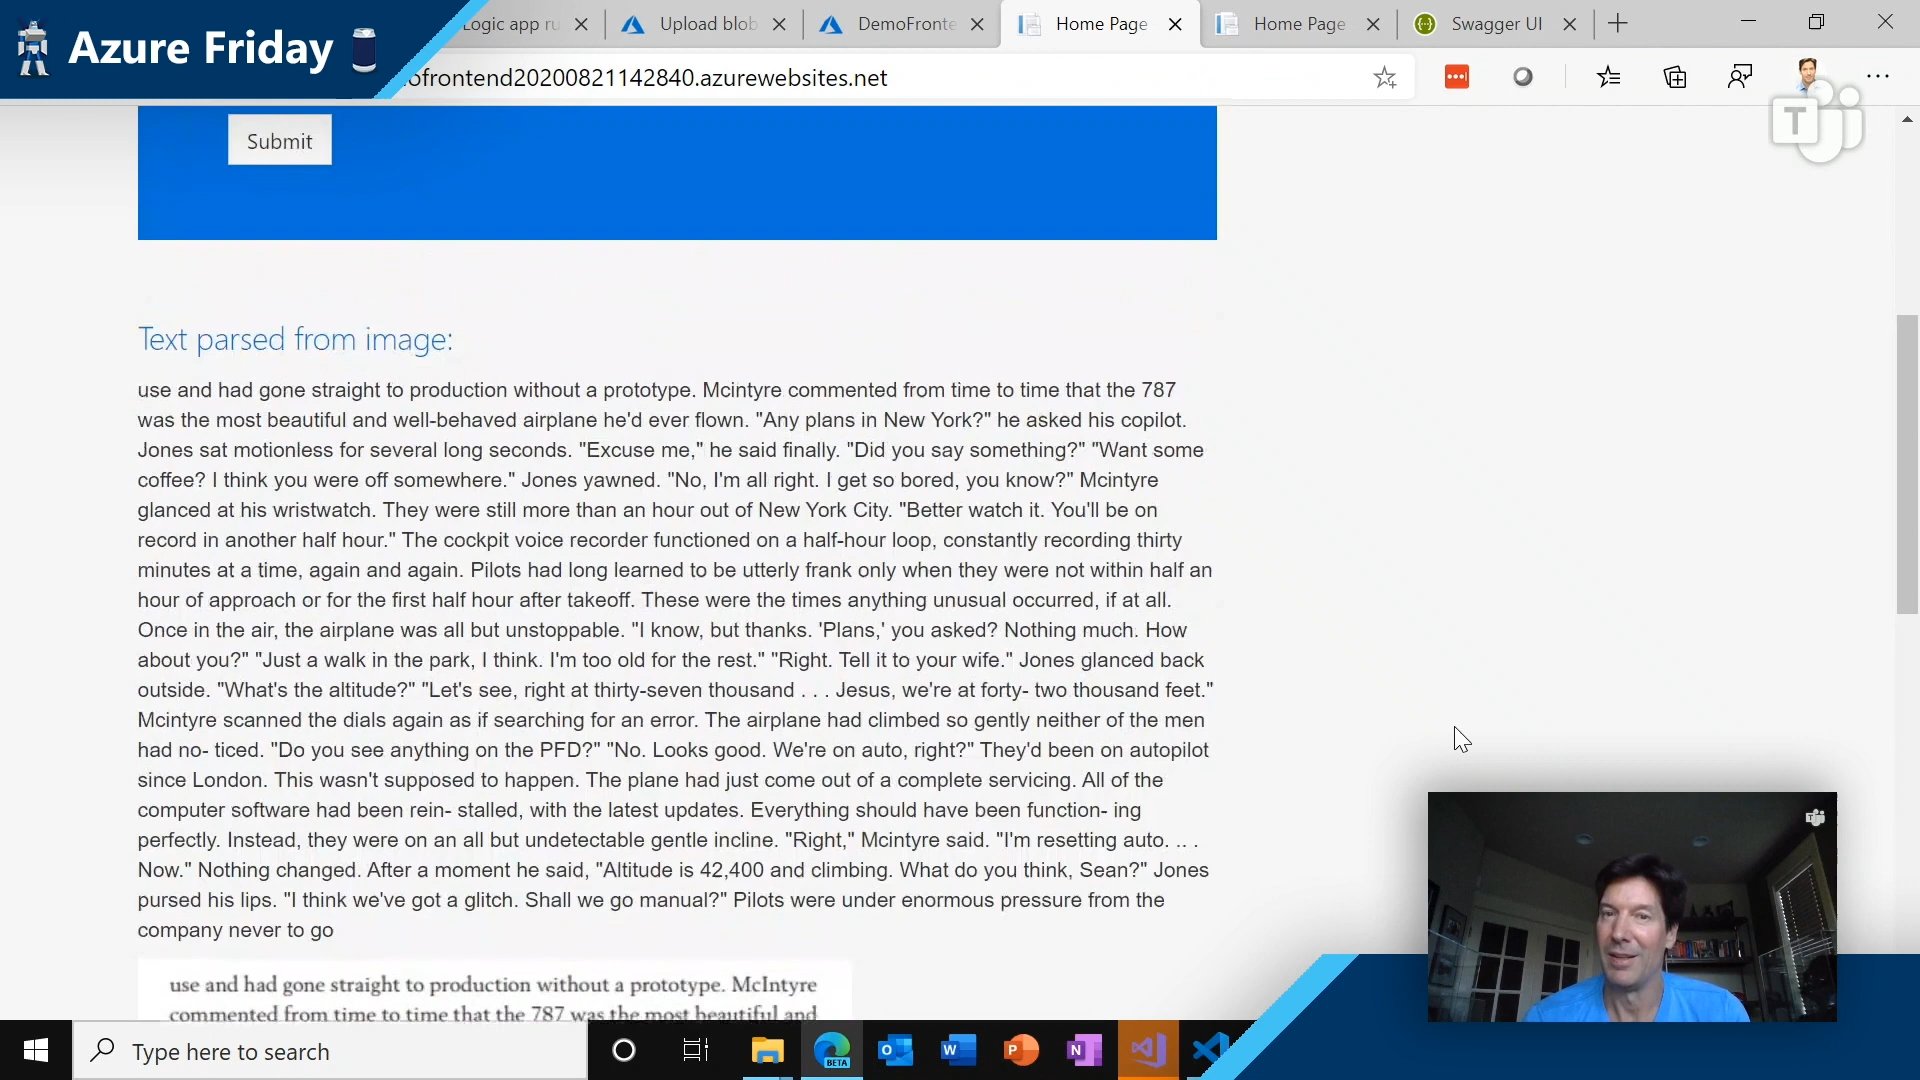 Azure Friday
Logic app ru
Upload blob
DemoFronte
Home Page
Home Page
Swagger UI
ofrontend20200821142840.azurewebsites.net
Submit
Text parsed from image:
use and had gone straight to production without a prototype. Mcintyre commented from time to time that the 787
was the most beautiful and well-behaved airplane he'd ever flown. "Any plans in New York?" he asked his copilot.
Jones sat motionless for several long seconds. "Excuse me," he said finally. "Did you say something?" "Want some
coffee? I think you were off somewhere." Jones yawned. "No, I'm all right. I get so bored, you know?" Mcintyre
glanced at his wristwatch. They were still more than an hour out of New York City. "Better watch it. You'll be on
record in another half hour." The cockpit voice recorder functioned on a half-hour loop, constantly recording thirty
minutes at a time, again and again. Pilots had long learned to be utterly frank only when they were not within half an
hour of approach or for the first half hour after takeoff. These were the times anything unusual occurred, if at all.
Once in the air, the airplane was all but unstoppable. "I know, but thanks. 'Plans,' you asked? Nothing much. How
about you?" "Just a walk in the park, I think. I'm too old for the rest." "Right. Tell it to your wife." Jones glanced back
outside. "What's the altitude?" "Let's see, right at thirty-seven thousand . . . Jesus, we're at forty- two thousand feet."
Mcintyre scanned the dials again as if searching for an error. The airplane had climbed so gently neither of the men
had no- ticed. "Do you see anything on the PFD?" "No. Looks good. We're on auto, right?" They'd been on autopilot
since London. This wasn't supposed to happen. The plane had just come out of a complete servicing. All of the
computer software had been rein- stalled, with the latest updates. Everything should have been function- ing
perfectly. Instead, they were on an all but undetectable gentle incline. "Right," Mcintyre said. "I'm resetting auto. .. .
Now." Nothing changed. After a moment he said, "Altitude is 42,400 and climbing. What do you think, Sean?" Jones
pursed his lips. "I think we've got a glitch. Shall we go manual?" Pilots were under enormous pressure from the
company never to go
use and had gone straight to production without a prototype. McIntyre
commented from time to time that the 787 was the most beautiful and
Type here to search
BETA